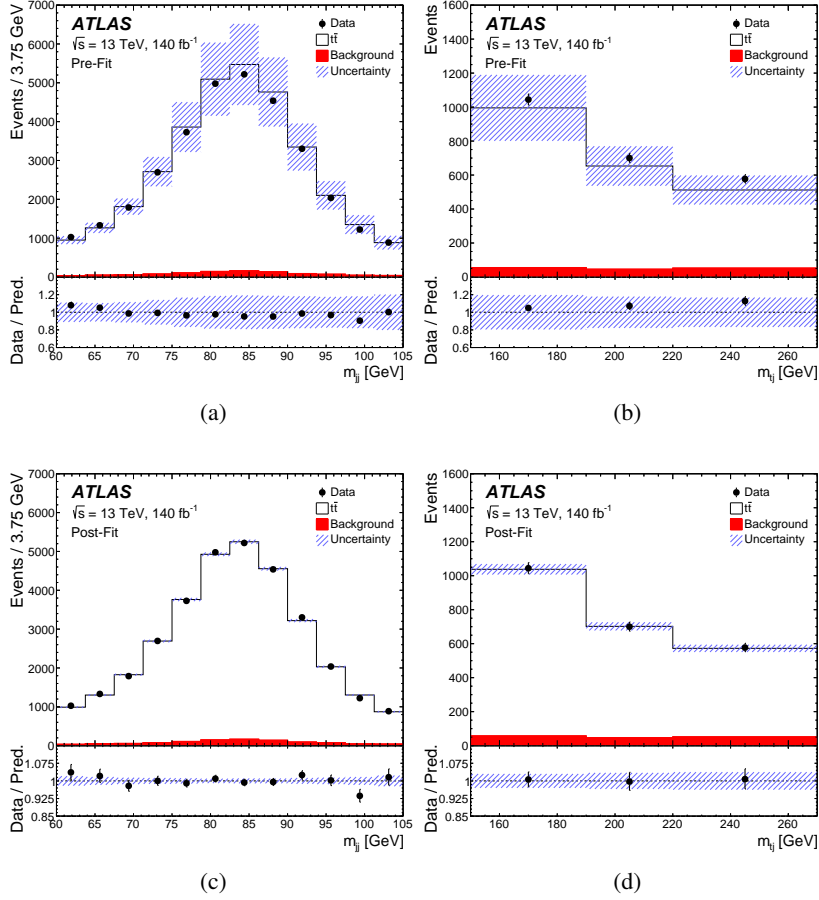 ATLAS
√s = 13 TeV, 140 fb⁻¹
Pre-Fit
Data
tt̄
Background
Uncertainty
Events / 3.75 GeV
7000
6000
5000
4000
3000
2000
1000
0
Data / Pred.
1.2
1
0.8
0.6
60 65 70 75 80 85 90 95 100 105
m_jj [GeV]
(a)
ATLAS
√s = 13 TeV, 140 fb⁻¹
Pre-Fit
Data
tt̄
Background
Uncertainty
Events
1600
1400
1200
1000
800
600
400
200
0
Data / Pred.
1.2
1
0.8
0.6
160 180 200 220 240 260
m_tj [GeV]
(b)
ATLAS
√s = 13 TeV, 140 fb⁻¹
Post-Fit
Data
tt̄
Background
Uncertainty
Events / 3.75 GeV
7000
6000
5000
4000
3000
2000
1000
0
Data / Pred.
1.075
1
0.925
0.85
60 65 70 75 80 85 90 95 100 105
m_jj [GeV]
(c)
ATLAS
√s = 13 TeV, 140 fb⁻¹
Post-Fit
Data
tt̄
Background
Uncertainty
Events
1600
1400
1200
1000
800
600
400
200
0
Data / Pred.
1.075
1
0.925
0.85
160 180 200 220 240 260
m_tj [GeV]
(d)